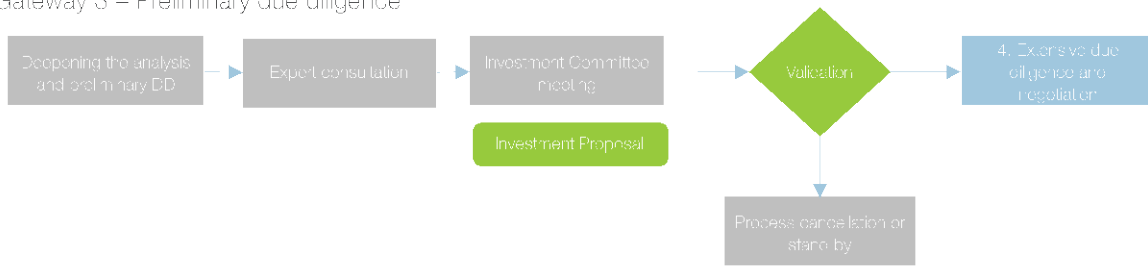 Gateway 3 – Preliminary due diligence
Deepening the analysis
and preliminary DD
Expert consultation
Investment Committee
meeting
Validation
4. Extensive due
diligence and
negotiation
Investment Proposal
Process cancellation or
stand-by